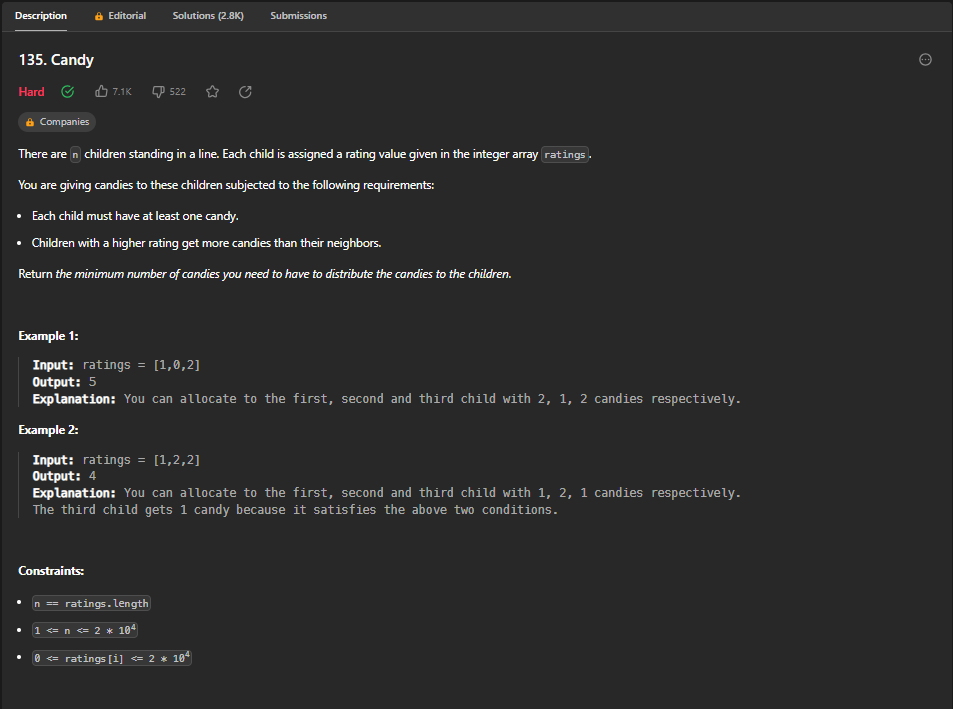 Description Editorial Solutions (2.8K) Submissions
135. Candy
Hard 7.1K 522
Companies
There are n children standing in a line. Each child is assigned a rating value given in the integer array ratings.
You are giving candies to these children subjected to the following requirements:
• Each child must have at least one candy.
• Children with a higher rating get more candies than their neighbors.
Return the minimum number of candies you need to have to distribute the candies to the children.
Example 1:
Input: ratings = [1,0,2]
Output: 5
Explanation: You can allocate to the first, second and third child with 2, 1, 2 candies respectively.
Example 2:
Input: ratings = [1,2,2]
Output: 4
Explanation: You can allocate to the first, second and third child with 1, 2, 1 candies respectively.
The third child gets 1 candy because it satisfies the above two conditions.
Constraints:
• n == ratings.length
• 1 <= n <= 2 * 10⁴
• 0 <= ratings[i] <= 2 * 10⁴